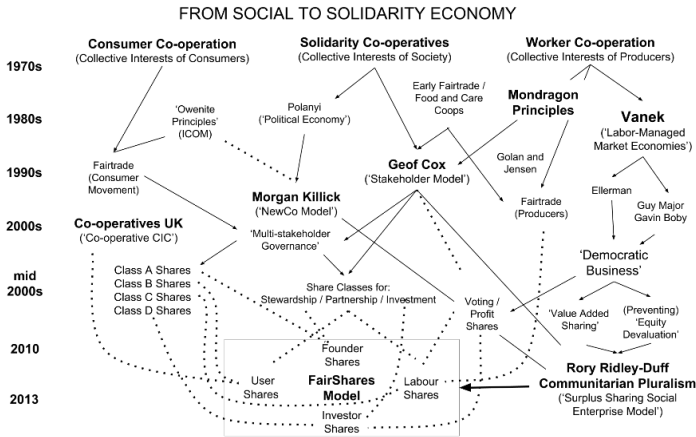 FROM SOCIAL TO SOLIDARITY ECONOMY
Consumer Co-operation
(Collective Interests of Consumers)
Solidarity Co-operatives
(Collective Interests of Society)
Worker Co-operation
(Collective Interests of Producers)
1970s
'Owenite
Principles'
(ICOM)
Polanyi
('Political Economy')
Early Fairtrade /
Food and Care
Coops
Mondragon
Principles
1980s
Vanek
('Labor-Managed
Market Economies')
Fairtrade
(Consumer
Movement)
Geof Cox
('Stakeholder Model')
Golan and
Jensen
1990s
Morgan Killick
('NewCo Model')
Fairtrade
(Producers)
Ellerman
Guy Major
Gavin Boby
2000s
Co-operatives UK
('Co-operative CIC')
'Multi-stakeholder
Governance'
'Democratic
Business'
mid
2000s
Class A Shares
Class B Shares
Class C Shares
Class D Shares
Share Classes for:
Stewardship / Partnership / Investment
Voting /
Profit
Shares
'Value Added
Sharing'
(Preventing)
'Equity
Devaluation'
2010
Founder
Shares
User
Shares
FairShares
Model
Labour
Shares
Investor
Shares
Rory Ridley-Duff
Communitarian Pluralism
('Surplus Sharing Social
Enterprise Model')
2013